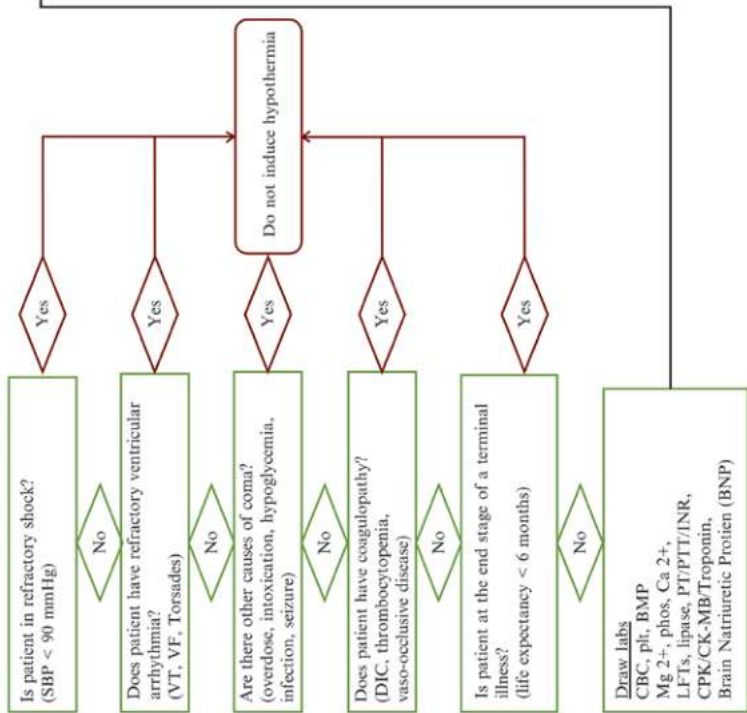 Is patient in refractory shock?
(SBP < 90 mmHg)
Yes
No
Does patient have refractory ventricular
arrhythmia?
(VT, VF, Torsades)
Yes
No
Are there other causes of coma?
(overdose, intoxication, hypoglycemia,
infection, seizure)
Yes
Do not induce hypothermia
No
Does patient have coagulopathy?
(DIC, thrombocytopenia,
vaso-occlusive disease)
Yes
No
Is patient at the end stage of a terminal
illness?
(life expectancy < 6 months)
Yes
No
Draw labs
CBC, plt, BMP
Mg 2+, phos, Ca 2+,
LFTs, lipase, PT/PTT/INR,
CPK/CK-MB/Troponin,
Brain Natriuretic Protien (BNP)